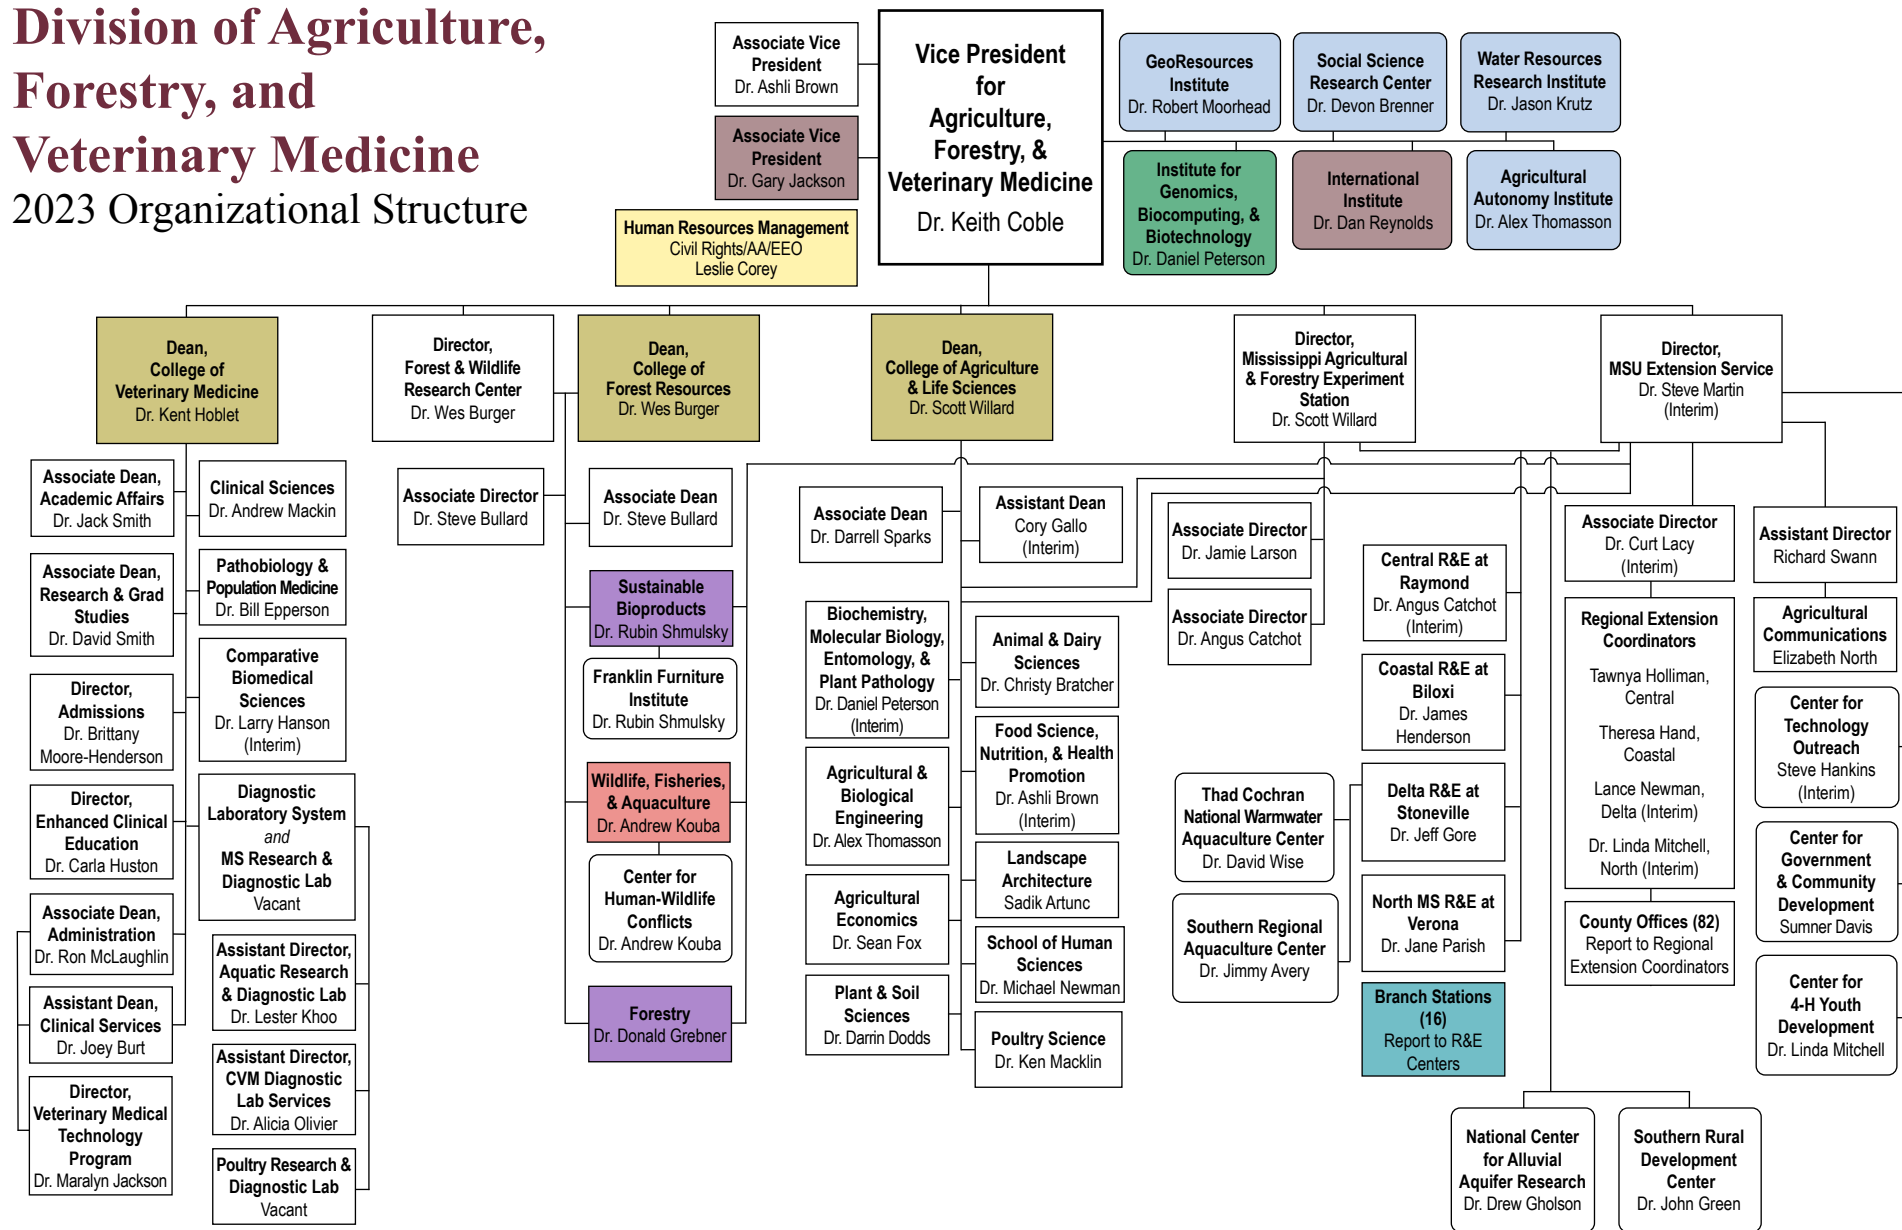 Division of Agriculture,
Forestry, and
Veterinary Medicine
2023 Organizational Structure
Associate Vice
President
Dr. Ashli Brown
Associate Vice
President
Dr. Gary Jackson
Human Resources Management
Civil Rights/AA/EEO
Leslie Corey
Vice President
for
Agriculture,
Forestry, &
Veterinary Medicine
Dr. Keith Coble
GeoResources
Institute
Dr. Robert Moorhead
Social Science
Research Center
Dr. Devon Brenner
Water Resources
Research Institute
Dr. Jason Krutz
Institute for
Genomics,
Biocomputing, &
Biotechnology
Dr. Daniel Peterson
International
Institute
Dr. Dan Reynolds
Agricultural
Autonomy Institute
Dr. Alex Thomasson
Dean,
College of
Veterinary Medicine
Dr. Kent Hoblet
Director,
Forest & Wildlife
Research Center
Dr. Wes Burger
Dean,
College of
Forest Resources
Dr. Wes Burger
Dean,
College of Agriculture
& Life Sciences
Dr. Scott Willard
Director,
Mississippi Agricultural
& Forestry Experiment
Station
Dr. Scott Willard
Director,
MSU Extension Service
Dr. Steve Martin
(Interim)
Associate Dean,
Academic Affairs
Dr. Jack Smith
Associate Dean,
Research & Grad
Studies
Dr. David Smith
Director,
Admissions
Dr. Brittany
Moore-Henderson
Director,
Enhanced Clinical
Education
Dr. Carla Huston
Associate Dean,
Administration
Dr. Ron McLaughlin
Assistant Dean,
Clinical Services
Dr. Joey Burt
Director,
Veterinary Medical
Technology
Program
Dr. Maralyn Jackson
Clinical Sciences
Dr. Andrew Mackin
Pathobiology &
Population Medicine
Dr. Bill Epperson
Comparative
Biomedical
Sciences
Dr. Larry Hanson
(Interim)
Diagnostic
Laboratory System
and
MS Research &
Diagnostic Lab
Vacant
Assistant Director,
Aquatic Research
& Diagnostic Lab
Dr. Lester Khoo
Assistant Director,
CVM Diagnostic
Lab Services
Dr. Alicia Olivier
Poultry Research &
Diagnostic Lab
Vacant
Associate Director
Dr. Steve Bullard
Associate Dean
Dr. Steve Bullard
Sustainable
Bioproducts
Dr. Rubin Shmulsky
Franklin Furniture
Institute
Dr. Rubin Shmulsky
Wildlife, Fisheries,
& Aquaculture
Dr. Andrew Kouba
Center for
Human-Wildlife
Conflicts
Dr. Andrew Kouba
Forestry
Dr. Donald Grebner
Associate Dean
Dr. Darrell Sparks
Assistant Dean
Cory Gallo
(Interim)
Biochemistry,
Molecular Biology,
Entomology, &
Plant Pathology
Dr. Daniel Peterson
(Interim)
Agricultural &
Biological
Engineering
Dr. Alex Thomasson
Agricultural
Economics
Dr. Sean Fox
Plant & Soil
Sciences
Dr. Darrin Dodds
Animal & Dairy
Sciences
Dr. Christy Bratcher
Food Science,
Nutrition, & Health
Promotion
Dr. Ashli Brown
(Interim)
Landscape
Architecture
Sadik Artunc
School of Human
Sciences
Dr. Michael Newman
Poultry Science
Dr. Ken Macklin
Associate Director
Dr. Jamie Larson
Associate Director
Dr. Angus Catchot
Thad Cochran
National Warmwater
Aquaculture Center
Dr. David Wise
Southern Regional
Aquaculture Center
Dr. Jimmy Avery
Central R&E at
Raymond
Dr. Angus Catchot
(Interim)
Coastal R&E at
Biloxi
Dr. James
Henderson
Delta R&E at
Stoneville
Dr. Jeff Gore
North MS R&E at
Verona
Dr. Jane Parish
Branch Stations
(16)
Report to R&E
Centers
Associate Director
Dr. Curt Lacy
(Interim)
Regional Extension
Coordinators
Tawnya Holliman,
Central
Theresa Hand,
Coastal
Lance Newman,
Delta (Interim)
Dr. Linda Mitchell,
North (Interim)
County Offices (82)
Report to Regional
Extension Coordinators
Assistant Director
Richard Swann
Agricultural
Communications
Elizabeth North
Center for
Technology
Outreach
Steve Hankins
(Interim)
Center for
Government
& Community
Development
Sumner Davis
Center for
4-H Youth
Development
Dr. Linda Mitchell
National Center
for Alluvial
Aquifer Research
Dr. Drew Gholson
Southern Rural
Development
Center
Dr. John Green